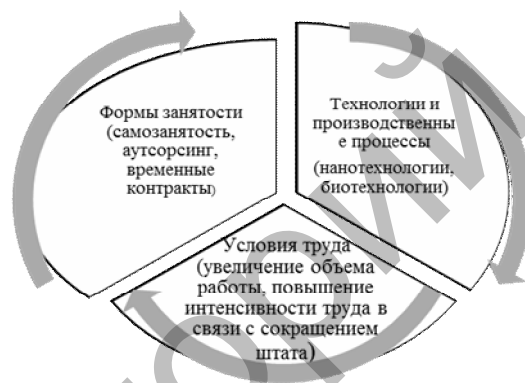 Формы занятости
(самозанятость,
аутсорсинг,
временные
контракты)
Технологии и
производственны
е процессы
(нанотехнологии,
биотехнологии)
Условия труда
(увеличение объема
работы, повышение
интенсивности труда в
связи с сокращением
штата)